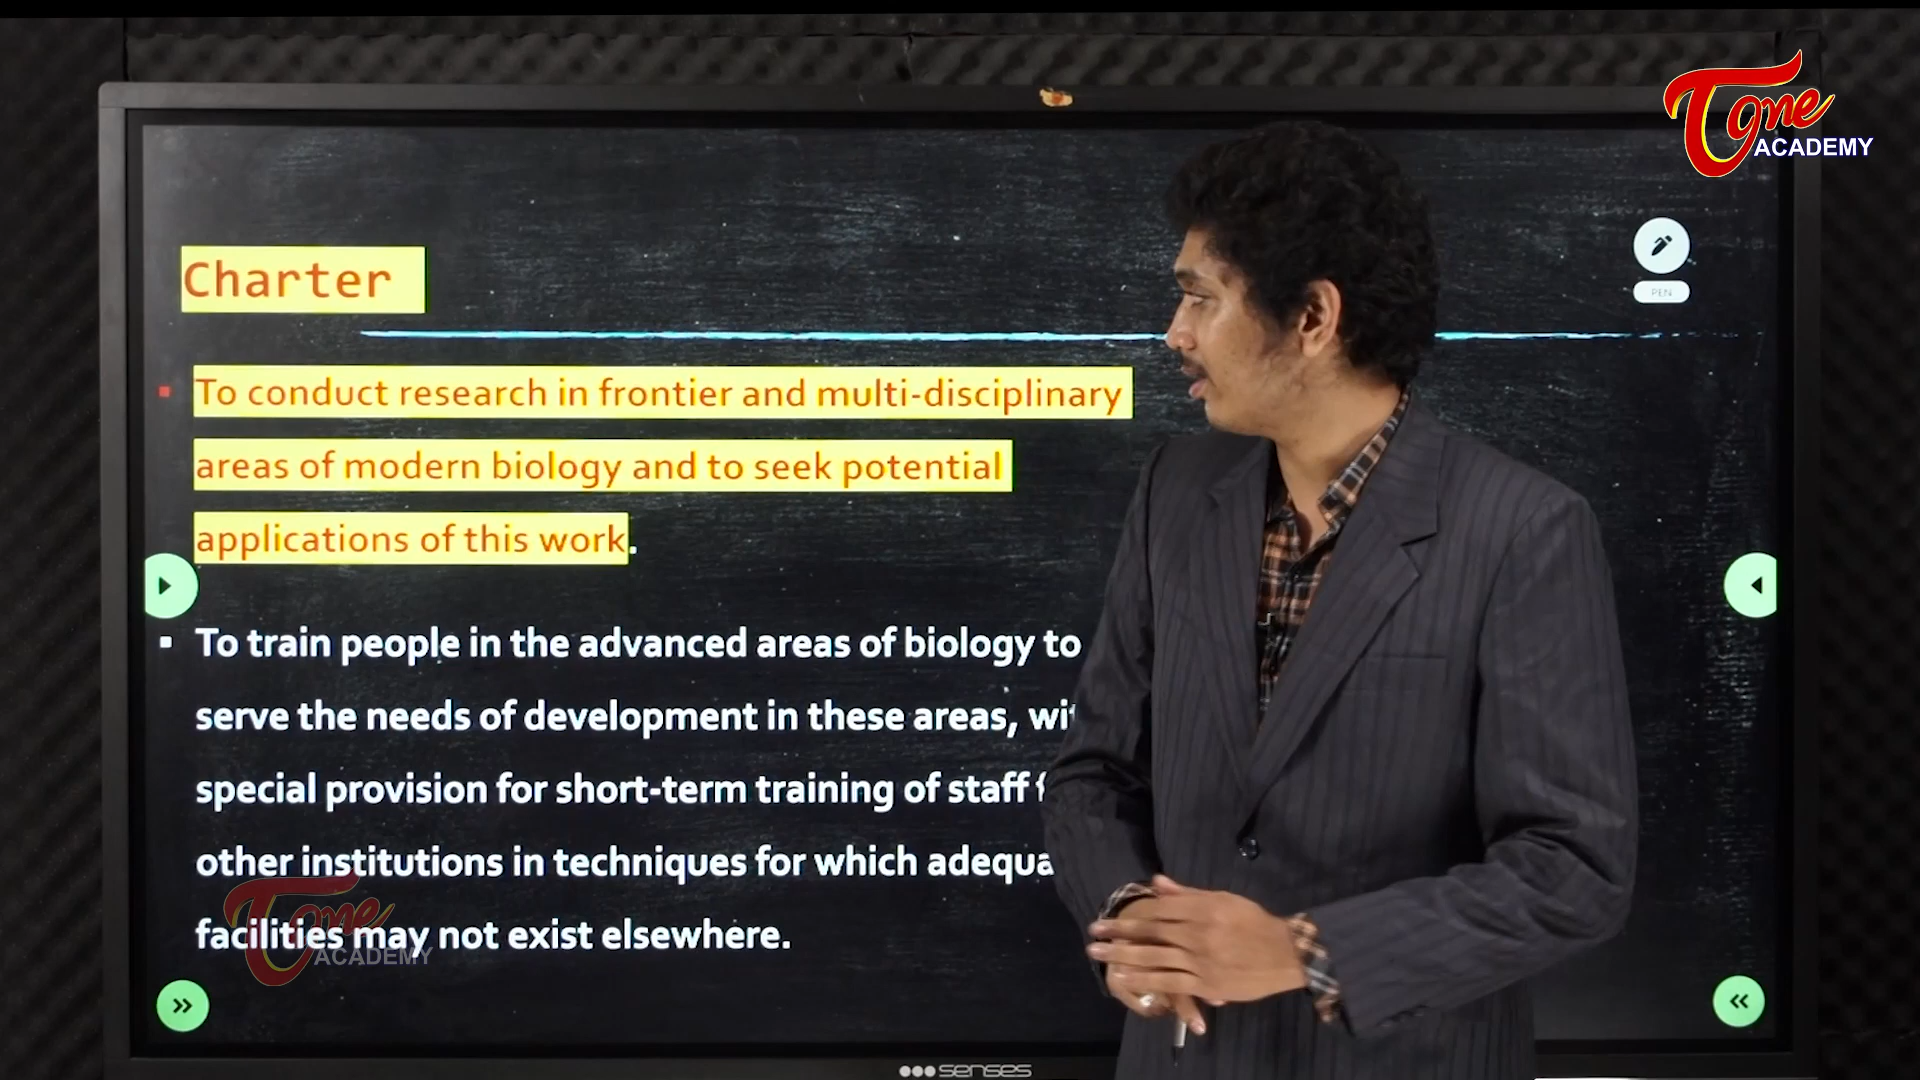 Tone
ACADEMY
PEN
Charter
To conduct research in frontier and multi-disciplinary
areas of modern biology and to seek potential
applications of this work.
To train people in the advanced areas of biology to
serve the needs of development in these areas,
special provision for short-term training of staff
other institutions in techniques for which
facilities may not exist elsewhere.
Tone
ACADEMY
senses